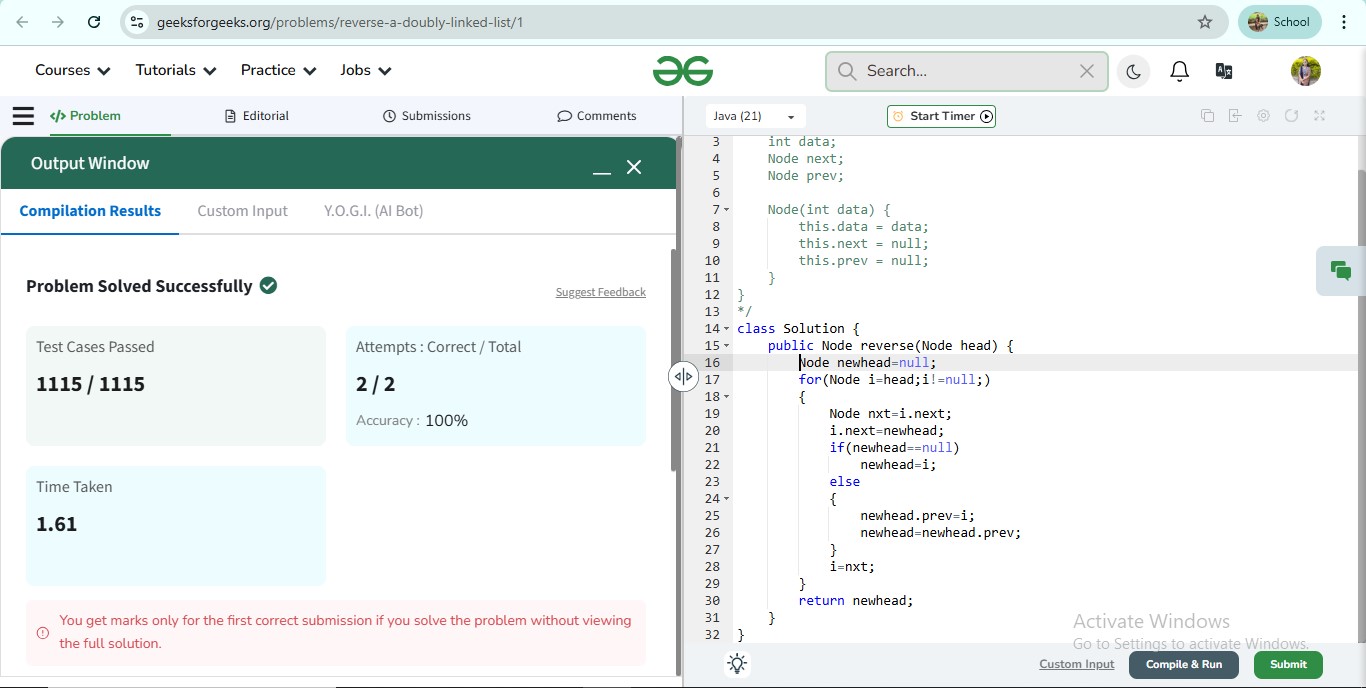 geeksforgeeks.org/problems/reverse-a-doubly-linked-list/1
School
Courses
Tutorials
Practice
Jobs
Search...
Problem
Editorial
Submissions
Comments
Output Window
Compilation Results
Custom Input
Y.O.G.I. (AI Bot)
Problem Solved Successfully
Suggest Feedback
Test Cases Passed
1115 / 1115
Attempts : Correct / Total
2 / 2
Accuracy : 100%
Time Taken
1.61
You get marks only for the first correct submission if you solve the problem without viewing
the full solution.
Java (21)
Start Timer
3     int data;
4     Node next;
5     Node prev;
6
7     Node(int data) {
8         this.data = data;
9         this.next = null;
10         this.prev = null;
11     }
12 }
13 */
14 class Solution {
15     public Node reverse(Node head) {
16         Node newhead=null;
17         for(Node i=head;i!=null;)
18         {
19             Node nxt=i.next;
20             i.next=newhead;
21             if(newhead==null)
22                 newhead=i;
23             else
24             {
25                 newhead.prev=i;
26                 newhead=newhead.prev;
27             }
28             i=nxt;
29         }
30         return newhead;
31     }
32 }
Activate Windows
Go to Settings to activate Windows.
Custom Input
Compile & Run
Submit